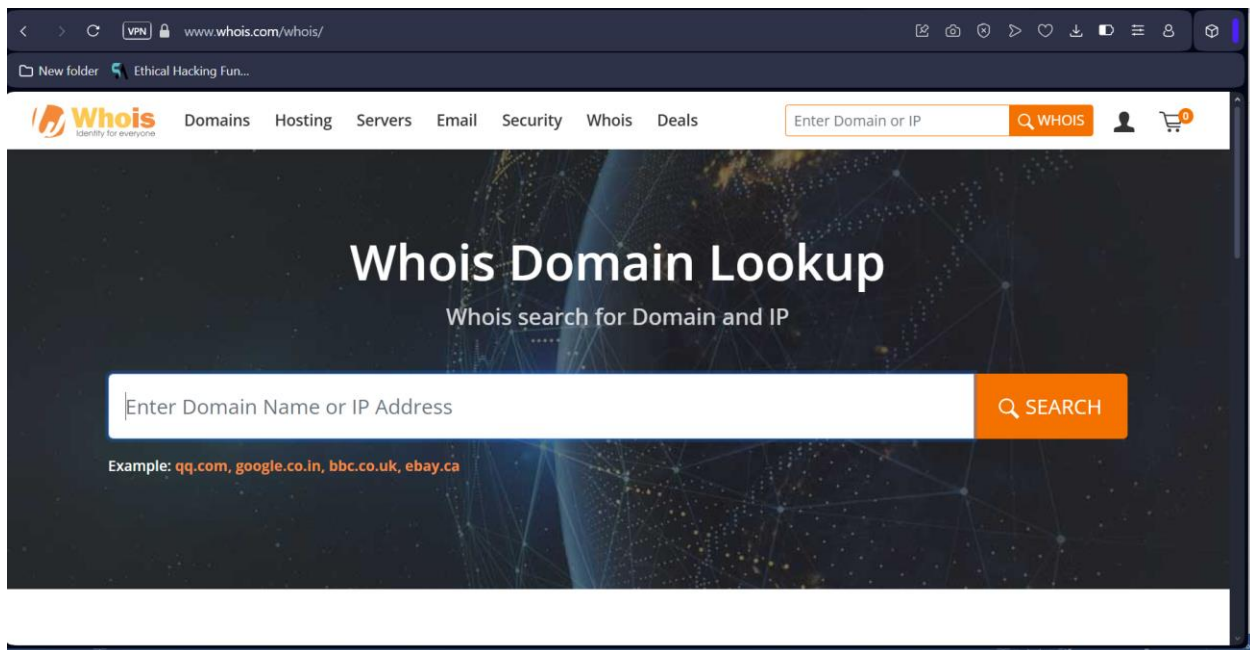 VPN www.whois.com/whois/
New folder Ethical Hacking Fun...
Whois
Identity for everyone
Domains Hosting Servers Email Security Whois Deals Enter Domain or IP WHOIS 0
Whois Domain Lookup
Whois search for Domain and IP
Enter Domain Name or IP Address SEARCH
Example: qq.com, google.co.in, bbc.co.uk, ebay.ca